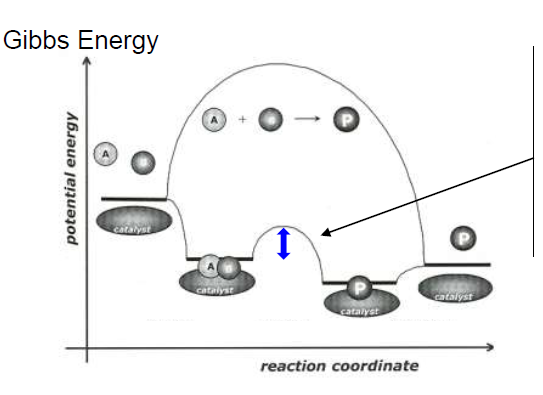 Gibbs Energy
potential energy
A + B → P
A B
catalyst
A B
catalyst
P
catalyst
P
catalyst
reaction coordinate